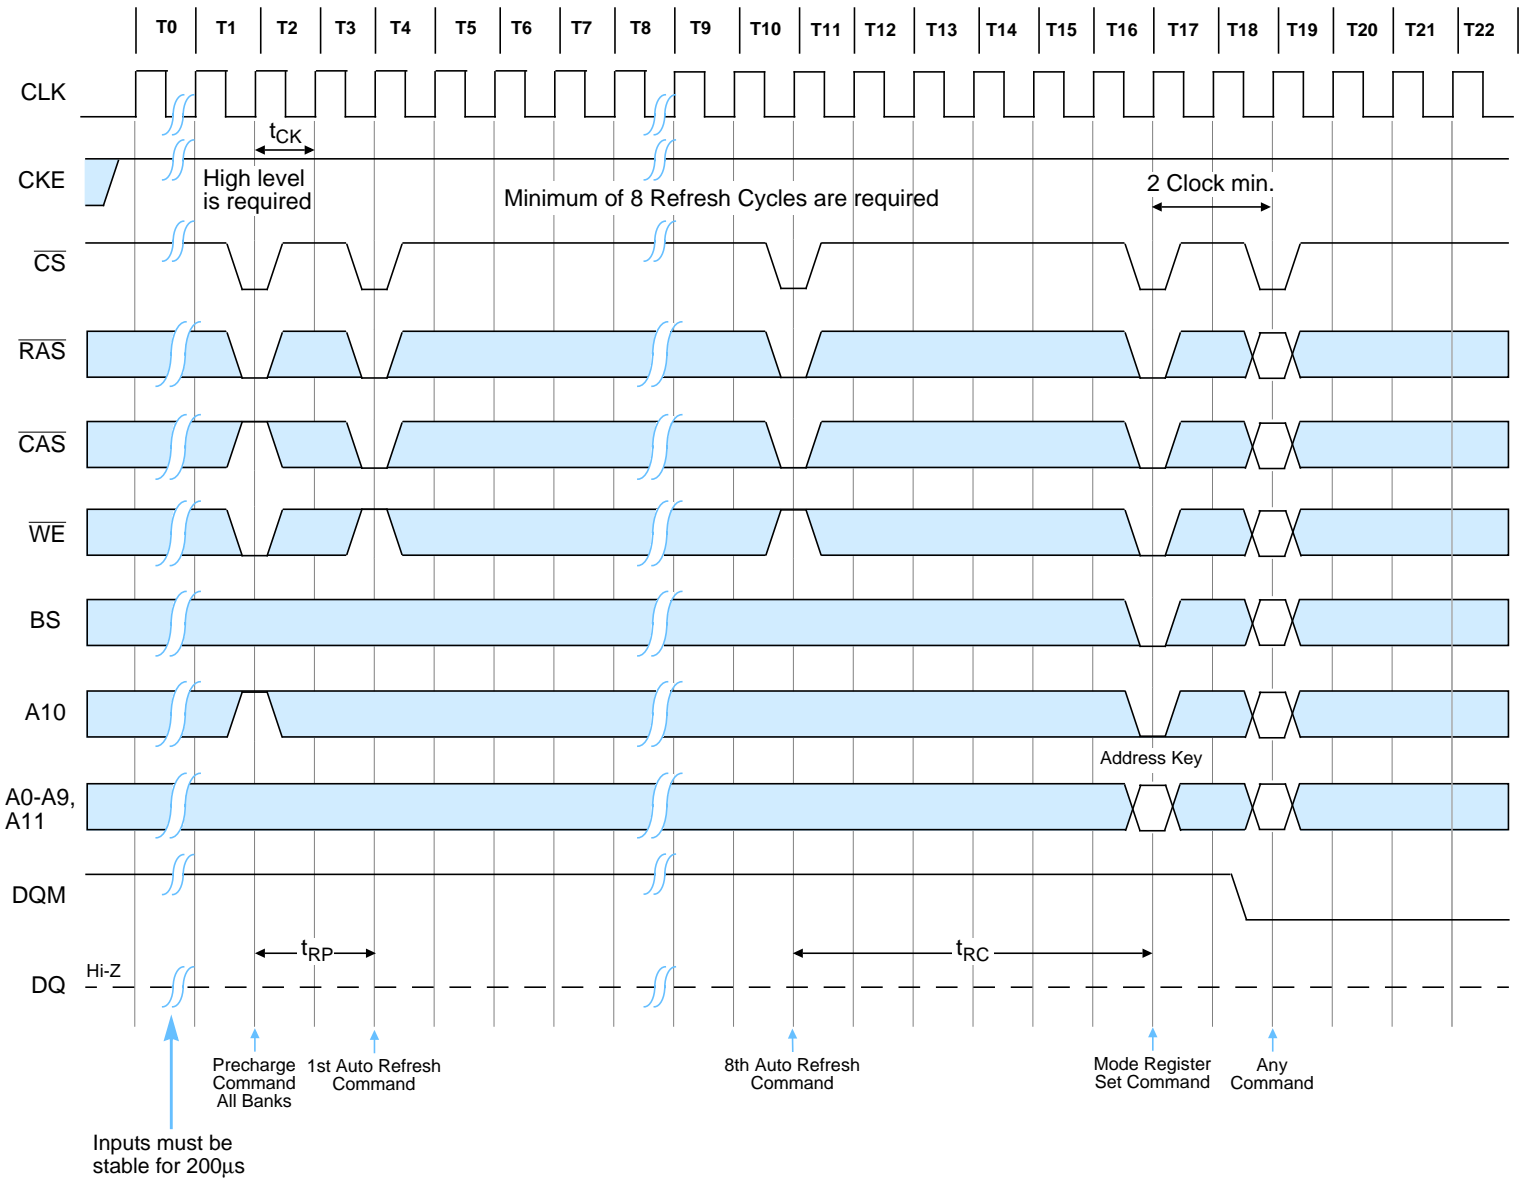 T0 T1 T2 T3 T4 T5 T6 T7 T8 T9 T10 T11 T12 T13 T14 T15 T16 T17 T18 T19 T20 T21 T22
CLK
tCK
CKE
High level
is required
Minimum of 8 Refresh Cycles are required
2 Clock min.
CS
RAS
CAS
WE
BS
A10
Address Key
A0-A9,
A11
DQM
tRP
tRC
Hi-Z
DQ
Precharge
Command
All Banks
1st Auto Refresh
Command
8th Auto Refresh
Command
Mode Register
Set Command
Any
Command
Inputs must be
stable for 200μs